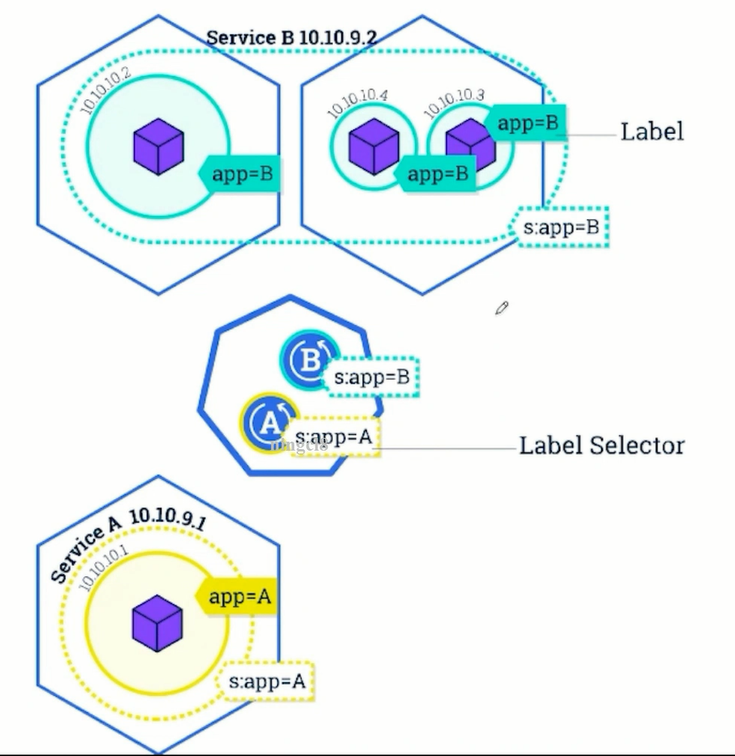 Service B 10.10.9.2
10.10.10.2
10.10.10.4
10.10.10.3
app=B
Label
app=B
app=B
s:app=B
B
s:app=B
A
s:app=A
Label Selector
Service A 10.10.9.1
10.10.10.1
app=A
s:app=A